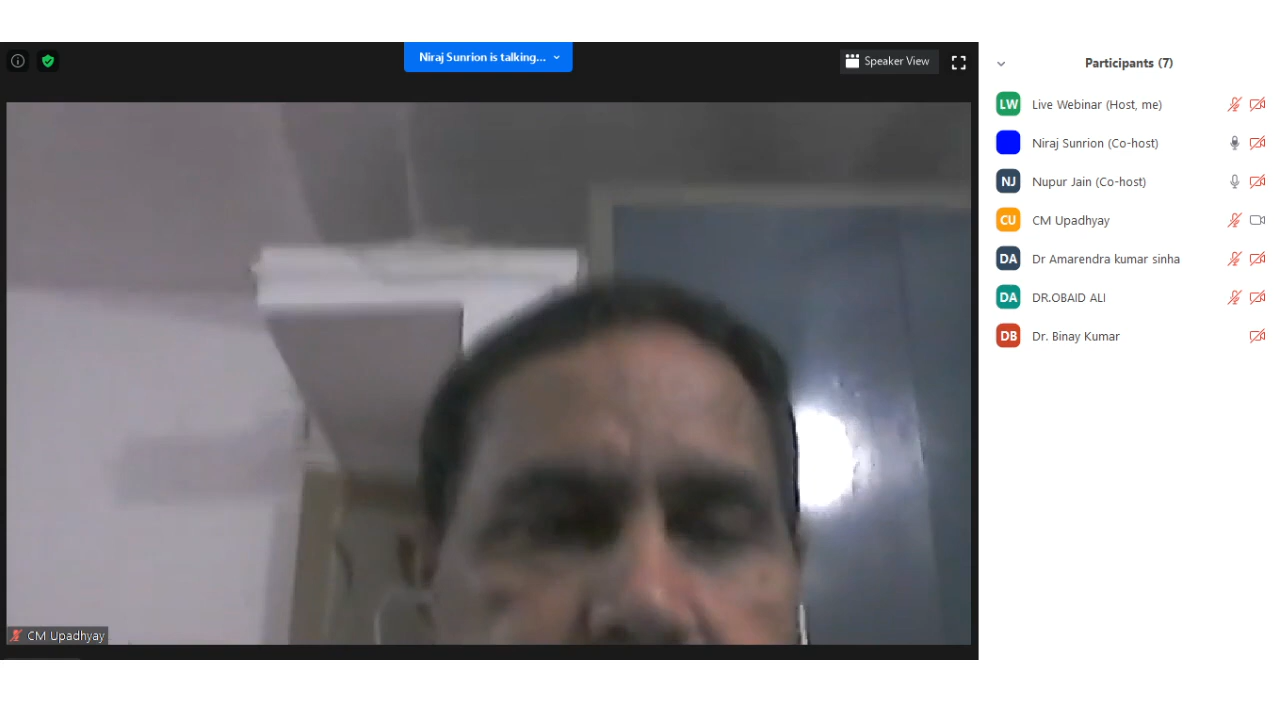 Niraj Sunrion is talking...
Speaker View
Participants (7)
LW Live Webinar (Host, me)
Niraj Sunrion (Co-host)
NJ Nupur Jain (Co-host)
CU CM Upadhyay
DA Dr Amarendra kumar sinha
DA DR.OBAID ALI
DB Dr. Binay Kumar
CM Upadhyay